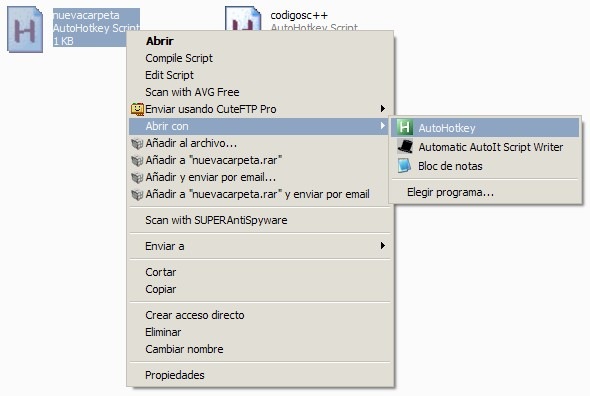 nuevacarpeta
AutoHotkey Script
1 KB
codigosc++
AutoHotkey Script
Abrir
Compile Script
Edit Script
Scan with AVG Free
Enviar usando CuteFTP Pro
Abrir con
AutoHotkey
Automatic AutoIt Script Writer
Bloc de notas
Elegir programa...
Añadir al archivo...
Añadir a "nuevacarpeta.rar"
Añadir y enviar por email...
Añadir a "nuevacarpeta.rar" y enviar por email
Scan with SUPERAntiSpyware
Enviar a
Cortar
Copiar
Crear acceso directo
Eliminar
Cambiar nombre
Propiedades